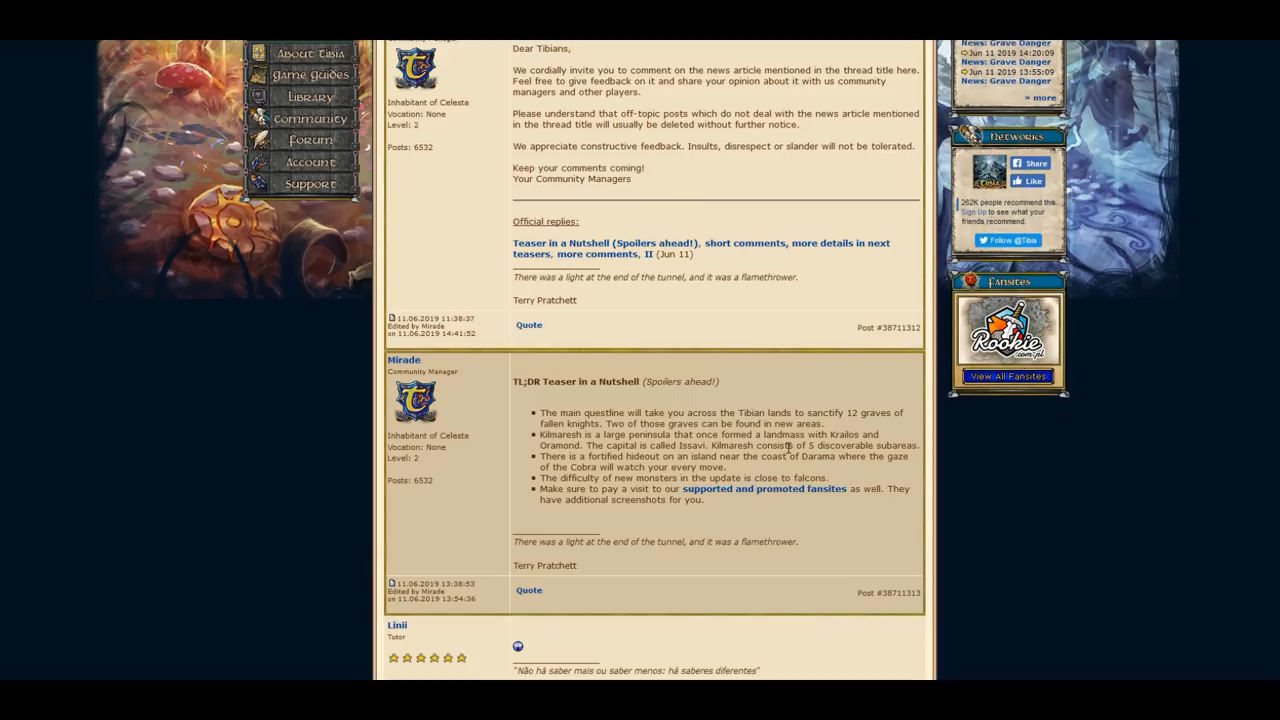 About Tibia
Game Guides
Library
Community
Forum
Account
Support
Inhabitant of Celesta
Vocation: None
Level: 2
Posts: 6532
Dear Tibians,
We cordially invite you to comment on the news article mentioned in the thread title here.
Feel free to give feedback on it and share your opinion about it with us community
managers and other players.
Please understand that off-topic posts which do not deal with the news article mentioned
in the thread title will usually be deleted without further notice.
We appreciate constructive feedback. Insults, disrespect or slander will not be tolerated.
Keep your comments coming!
Your Community Managers
Official replies:
Teaser in a Nutshell (Spoilers ahead!), short comments, more details in next
teasers, more comments, II (Jun 11)
There was a light at the end of the tunnel, and it was a flamethrower.
Terry Pratchett
11.06.2019 11:38:37
Edited by Mirade
on 11.06.2019 14:41:52
Quote
Post #38711312
Mirade
Community Manager
Inhabitant of Celesta
Vocation: None
Level: 2
Posts: 6532
TL;DR Teaser in a Nutshell (Spoilers ahead!)
The main questline will take you across the Tibian lands to sanctify 12 graves of
fallen knights. Two of those graves can be found in new areas.
Kilmaresh is a large peninsula that once formed a landmass with Krailos and
Oramond. The capital is called Issavi. Kilmaresh consists of 5 discoverable subareas.
There is a fortified hideout on an island near the coast of Darama where the gaze
of the Cobra will watch your every move.
The difficulty of new monsters in the update is close to falcons.
Make sure to pay a visit to our supported and promoted fansites as well. They
have additional screenshots for you.
There was a light at the end of the tunnel, and it was a flamethrower.
Terry Pratchett
11.06.2019 13:38:53
Edited by Mirade
on 11.06.2019 13:54:36
Quote
Post #38711313
Linii
Tutor
"Não há saber mais ou saber menos: há saberes diferentes"
News: Grave Danger
Jun 11 2019 14:20:09
News: Grave Danger
Jun 11 2019 13:55:09
News: Grave Danger
» more
Networks
TIBIA
Share
Like
262K people recommend this.
Sign Up to see what your
friends recommend.
Follow @Tibia
Fansites
Rookie
.com.pl
View All Fansites